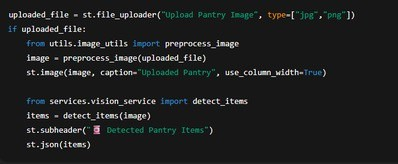 uploaded_file = st.file_uploader("Upload Pantry Image", type=["jpg","png"])
if uploaded_file:
    from utils.image_utils import preprocess_image
    image = preprocess_image(uploaded_file)
    st.image(image, caption="Uploaded Pantry", use_column_width=True)

    from services.vision_service import detect_items
    items = detect_items(image)
    st.subheader(" Detected Pantry Items")
    st.json(items)